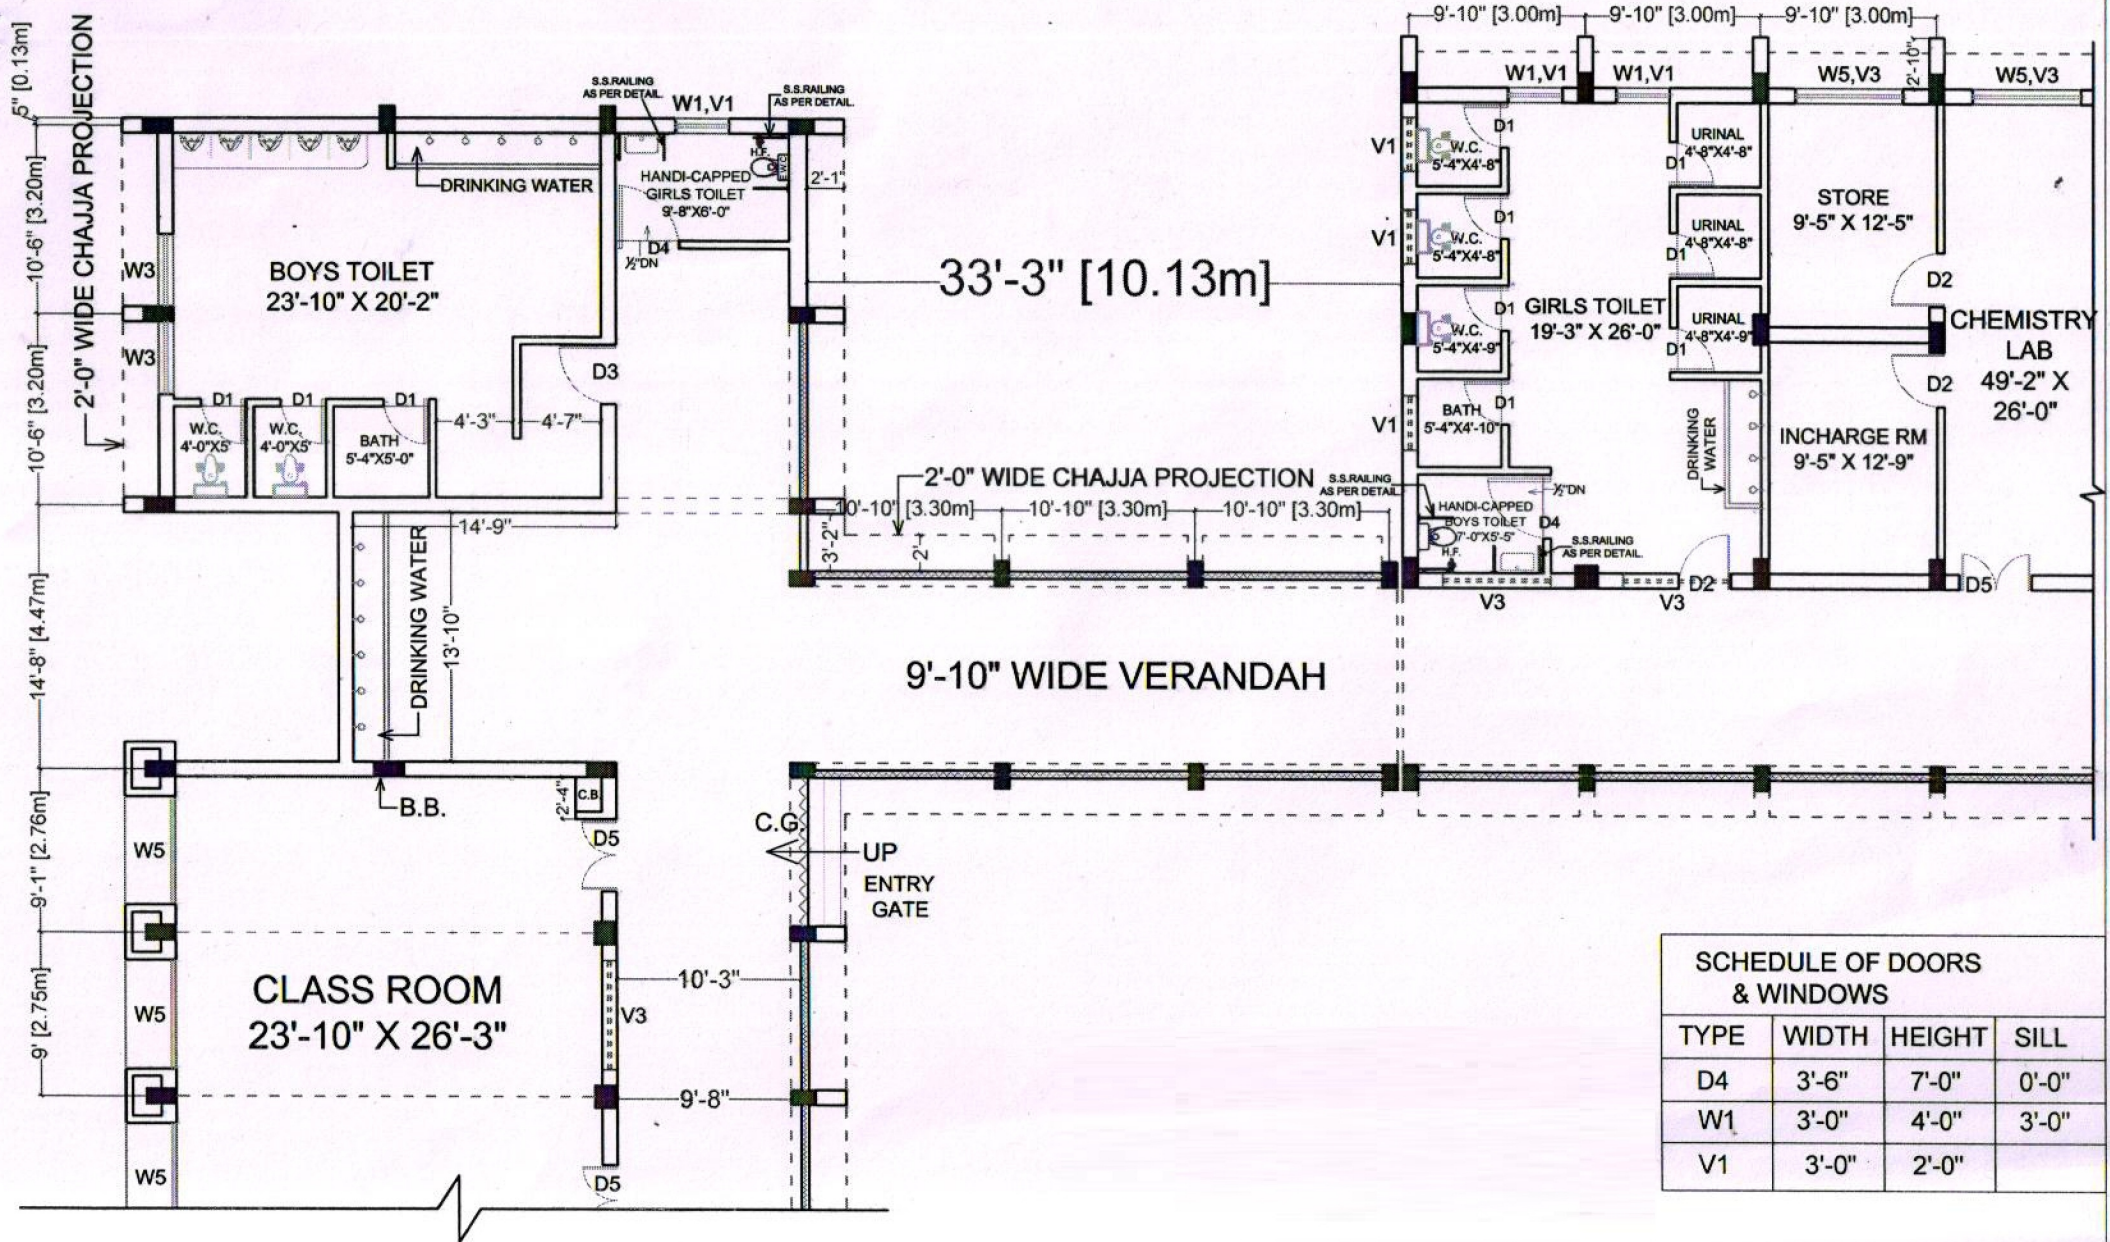 9'-10" [3.00m]
9'-10" [3.00m]
9'-10" [3.00m]
2'-10"
5" [0.13m]
2'-0" WIDE CHAJJA PROJECTION
10'-6" [3.20m]
10'-6" [3.20m]
14'-8" [4.47m]
9'-1" [2.76m]
9' [2.75m]
S.S.RAILING
AS PER DETAIL.
W1,V1
S.S.RAILING
AS PER DETAIL.
DRINKING WATER
H.F.
E.W.C.
HANDI-CAPPED
GIRLS TOILET
9'-8"X6'-0"
2'-1"
D4
½"DN
W3
BOYS TOILET
23'-10" X 20'-2"
W3
D3
D1
D1
D1
W.C.
4'-0"X5'
W.C.
4'-0"X5'
BATH
5'-4"X5'-0"
4'-3"
4'-7"
14'-9"
DRINKING WATER
13'-10"
33'-3" [10.13m]
W1,V1
W1,V1
W5,V3
W5,V3
V1
V1
V1
W.C.
5'-4"X4'-8"
D1
W.C.
5'-4"X4'-8"
D1
W.C.
5'-4"X4'-9"
D1
BATH
5'-4"X4'-10"
D1
GIRLS TOILET
19'-3" X 26'-0"
URINAL
4'-8"X4'-8"
D1
URINAL
4'-8"X4'-8"
D1
URINAL
4'-8"X4'-9"
D1
STORE
9'-5" X 12'-5"
D2
CHEMISTRY
LAB
49'-2" X
26'-0"
D2
INCHARGE RM
9'-5" X 12'-9"
DRINKING
WATER
2'-0" WIDE CHAJJA PROJECTION
S.S.RAILING
AS PER DETAIL.
10'-10" [3.30m]
10'-10" [3.30m]
10'-10" [3.30m]
3'-2"
2'-
½"DN
HANDI-CAPPED
BOYS TOILET
7'-0"X5'-5"
D4
H.F.
S.S.RAILING
AS PER DETAIL.
V3
V3
D2
D5
9'-10" WIDE VERANDAH
B.B.
2'-4"
C.B.
D5
C.G.
UP
ENTRY
GATE
W5
W5
W5
CLASS ROOM
23'-10" X 26'-3"
V3
10'-3"
9'-8"
D5
SCHEDULE OF DOORS
& WINDOWS
TYPE WIDTH HEIGHT SILL
D4 3'-6" 7'-0" 0'-0"
W1 3'-0" 4'-0" 3'-0"
V1 3'-0" 2'-0"